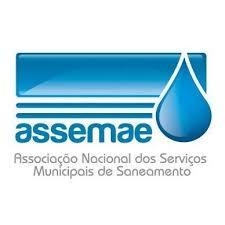 assemae
Associação Nacional dos Serviços
Municipais de Saneamento